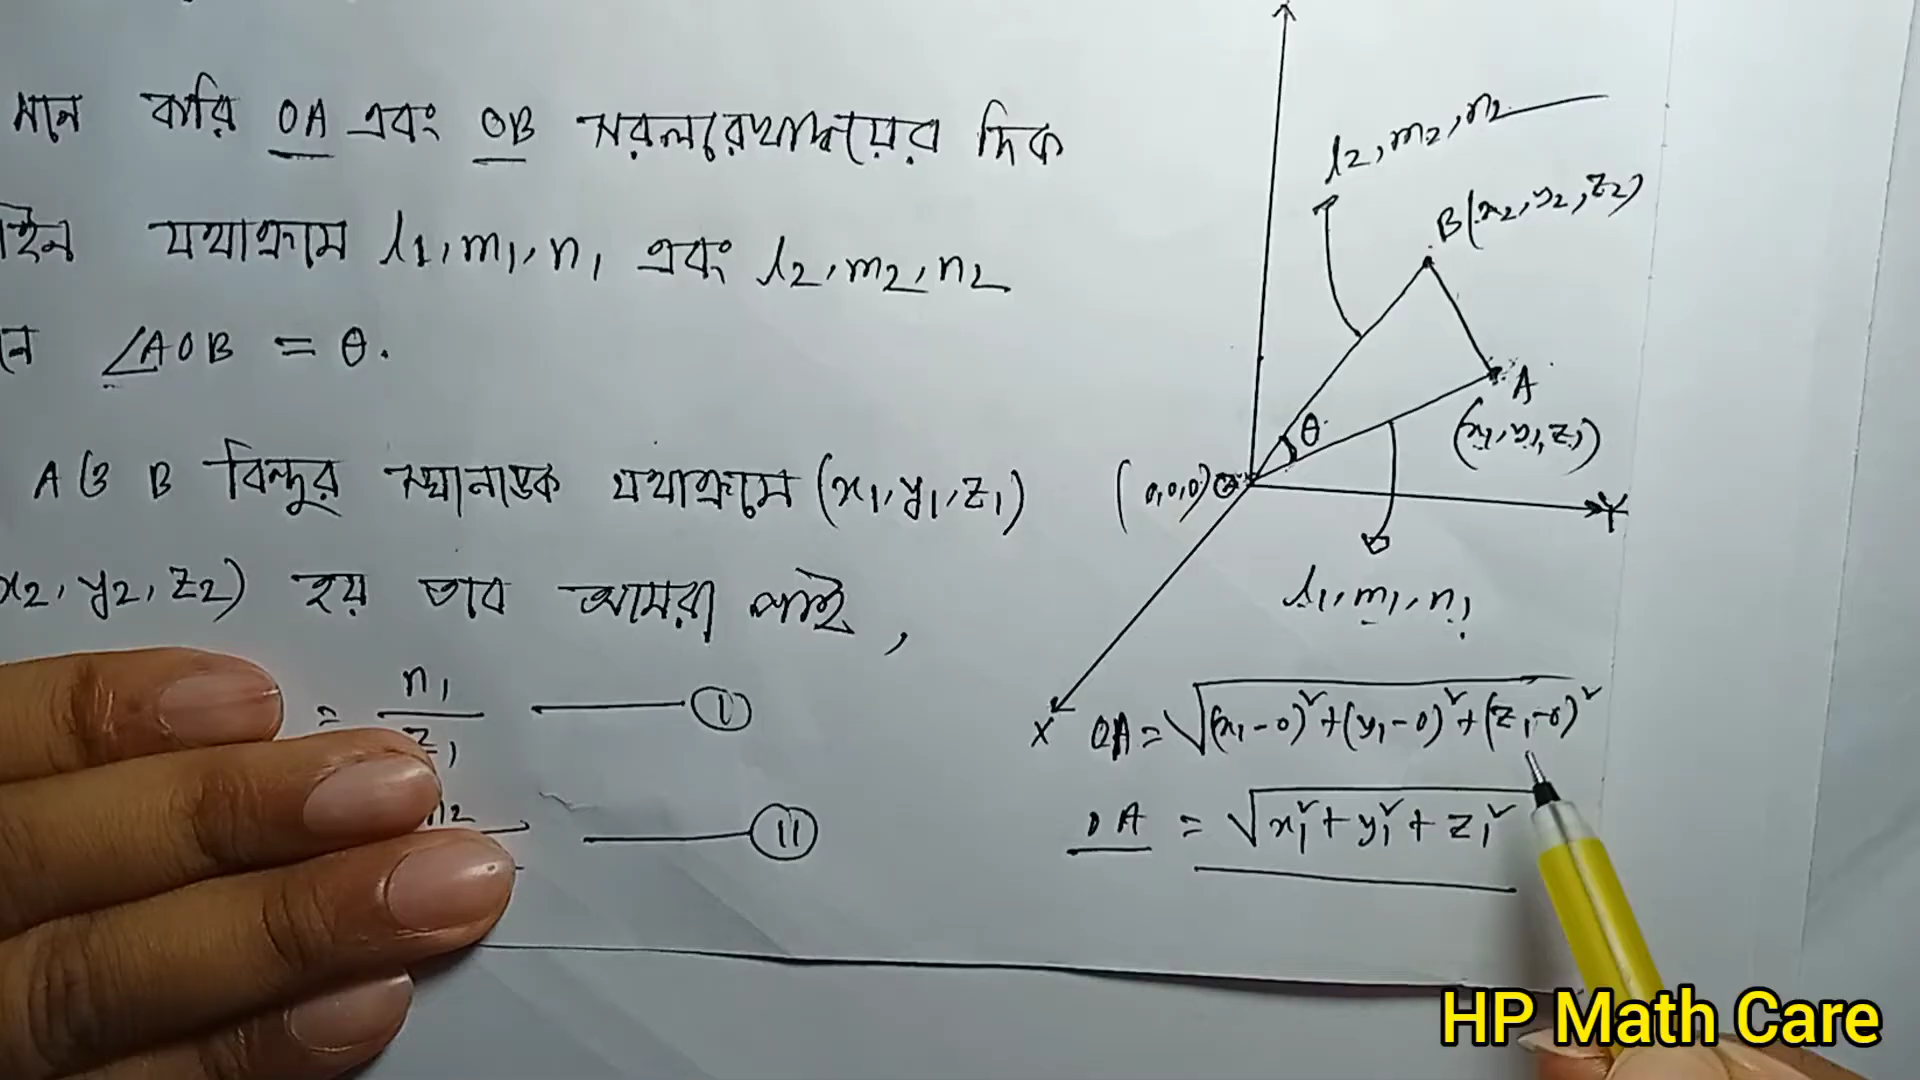 মনে করি OA এবং OB সরলরেখাদ্বয়ের দিক
যথাক্রমে l₁, m₁, n₁ এবং l₂, m₂, n₂
∠AOB = θ.
A ও B বিন্দুর স্থানাঙ্ক যথাক্রমে (x₁, y₁, z₁)
x₂, y₂, z₂) হয় তবে আমরা পাই,
= n₁/z₁ —— (I)
—— (II)
l₂, m₂, n₂
B(x₂, y₂, z₂)
A
(x₁, y₁, z₁)
θ
(0,0,0)
Y
l₁, m₁, n₁
X
OA = √(x₁-0)²+(y₁-0)²+(z₁-0)²
OA = √x₁²+y₁²+z₁²
HP Math Care